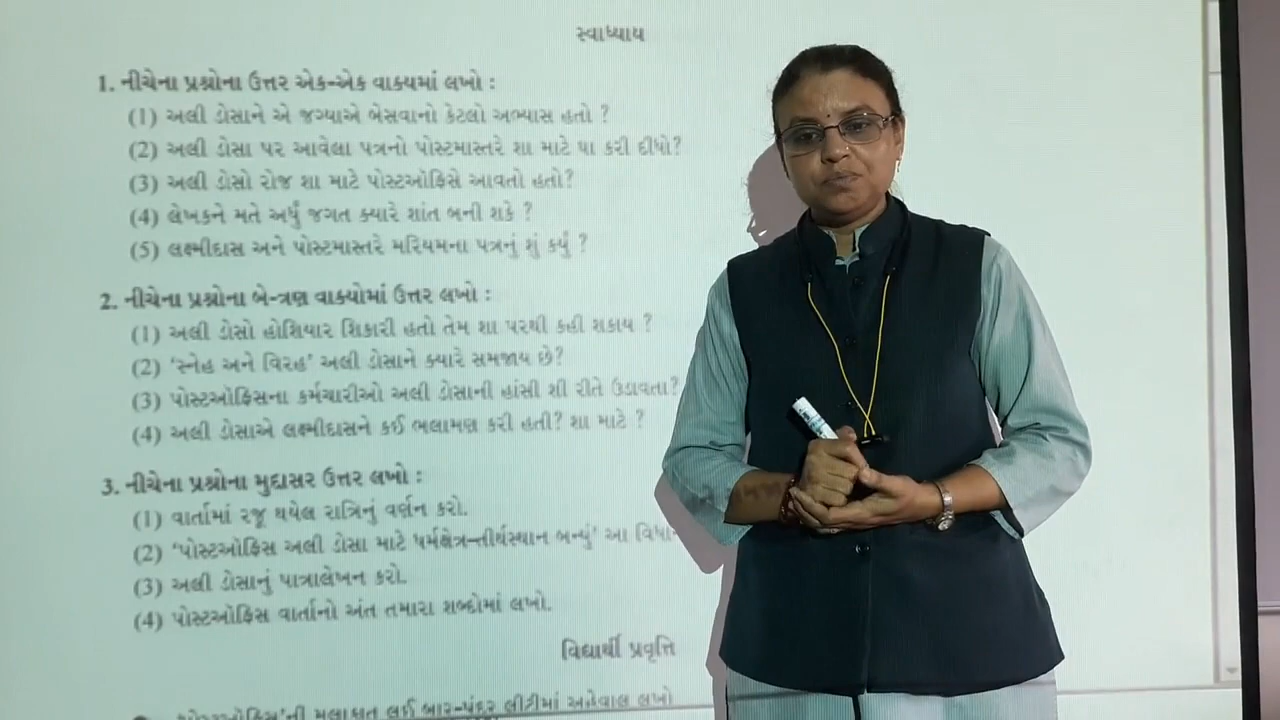 સ્વાધ્યાય
1. નીચેના પ્રશ્નોના ઉત્તર એક-એક વાક્યમાં લખો :
(1) અલી ડોસાને એ જગ્યાએ બેસવાનો કેટલો અભ્યાસ હતો ?
(2) અલી ડોસા પર આવેલા પત્રનો પોસ્ટમાસ્તરે શા માટે ઘા કરી દીધો?
(3) અલી ડોસો રોજ શા માટે પોસ્ટઑફિસે આવતો હતો?
(4) લેખકને મતે અર્ધું જગત ક્યારે શાંત બની શકે ?
(5) લક્ષ્મીદાસ અને પોસ્ટમાસ્તરે મરિયમના પત્રનું શું કર્યું ?
2. નીચેના પ્રશ્નોના બે-ત્રણ વાક્યોમાં ઉત્તર લખો :
(1) અલી ડોસો હોશિયાર શિકારી હતો તેમ શા પરથી કહી શકાય ?
(2) ‘સ્નેહ અને વિરહ’ અલી ડોસાને ક્યારે સમજાય છે?
(3) પોસ્ટઑફિસના કર્મચારીઓ અલી ડોસાની હાંસી શી રીતે ઉડાવતા?
(4) અલી ડોસાએ લક્ષ્મીદાસને કઈ ભલામણ કરી હતી? શા માટે ?
3. નીચેના પ્રશ્નોના મુદ્દાસર ઉત્તર લખો :
(1) વાર્તામાં રજૂ થયેલ રાત્રિનું વર્ણન કરો.
(2) ‘પોસ્ટઑફિસ અલી ડોસા માટે ધર્મક્ષેત્ર-તીર્થસ્થાન બન્યું’ આ
(3) અલી ડોસાનું પાત્રાલેખન કરો.
(4) પોસ્ટઑફિસ વાર્તાનો અંત તમારા શબ્દોમાં લખો.
વિદ્યાર્થી પ્રવૃત્તિ
મુલાકાત લઈ બાર-પંદર લીટીમાં અહેવાલ લખો